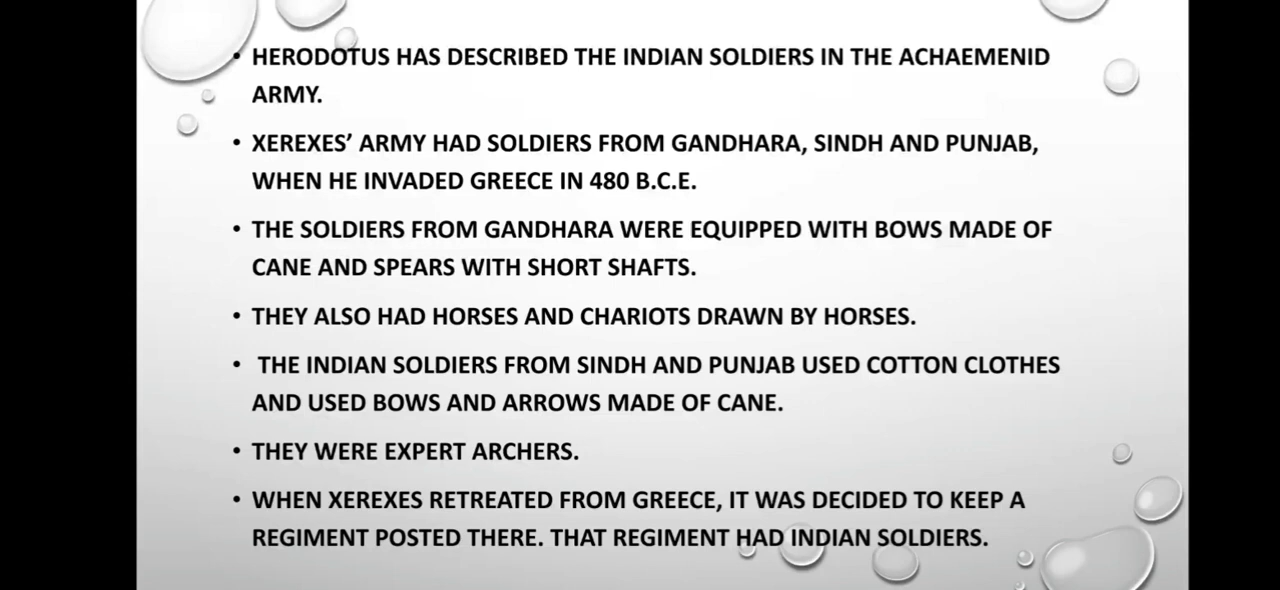 • HERODOTUS HAS DESCRIBED THE INDIAN SOLDIERS IN THE ACHAEMENID
ARMY.
• XEREXES’ ARMY HAD SOLDIERS FROM GANDHARA, SINDH AND PUNJAB,
WHEN HE INVADED GREECE IN 480 B.C.E.
• THE SOLDIERS FROM GANDHARA WERE EQUIPPED WITH BOWS MADE OF
CANE AND SPEARS WITH SHORT SHAFTS.
• THEY ALSO HAD HORSES AND CHARIOTS DRAWN BY HORSES.
• THE INDIAN SOLDIERS FROM SINDH AND PUNJAB USED COTTON CLOTHES
AND USED BOWS AND ARROWS MADE OF CANE.
• THEY WERE EXPERT ARCHERS.
• WHEN XEREXES RETREATED FROM GREECE, IT WAS DECIDED TO KEEP A
REGIMENT POSTED THERE. THAT REGIMENT HAD INDIAN SOLDIERS.